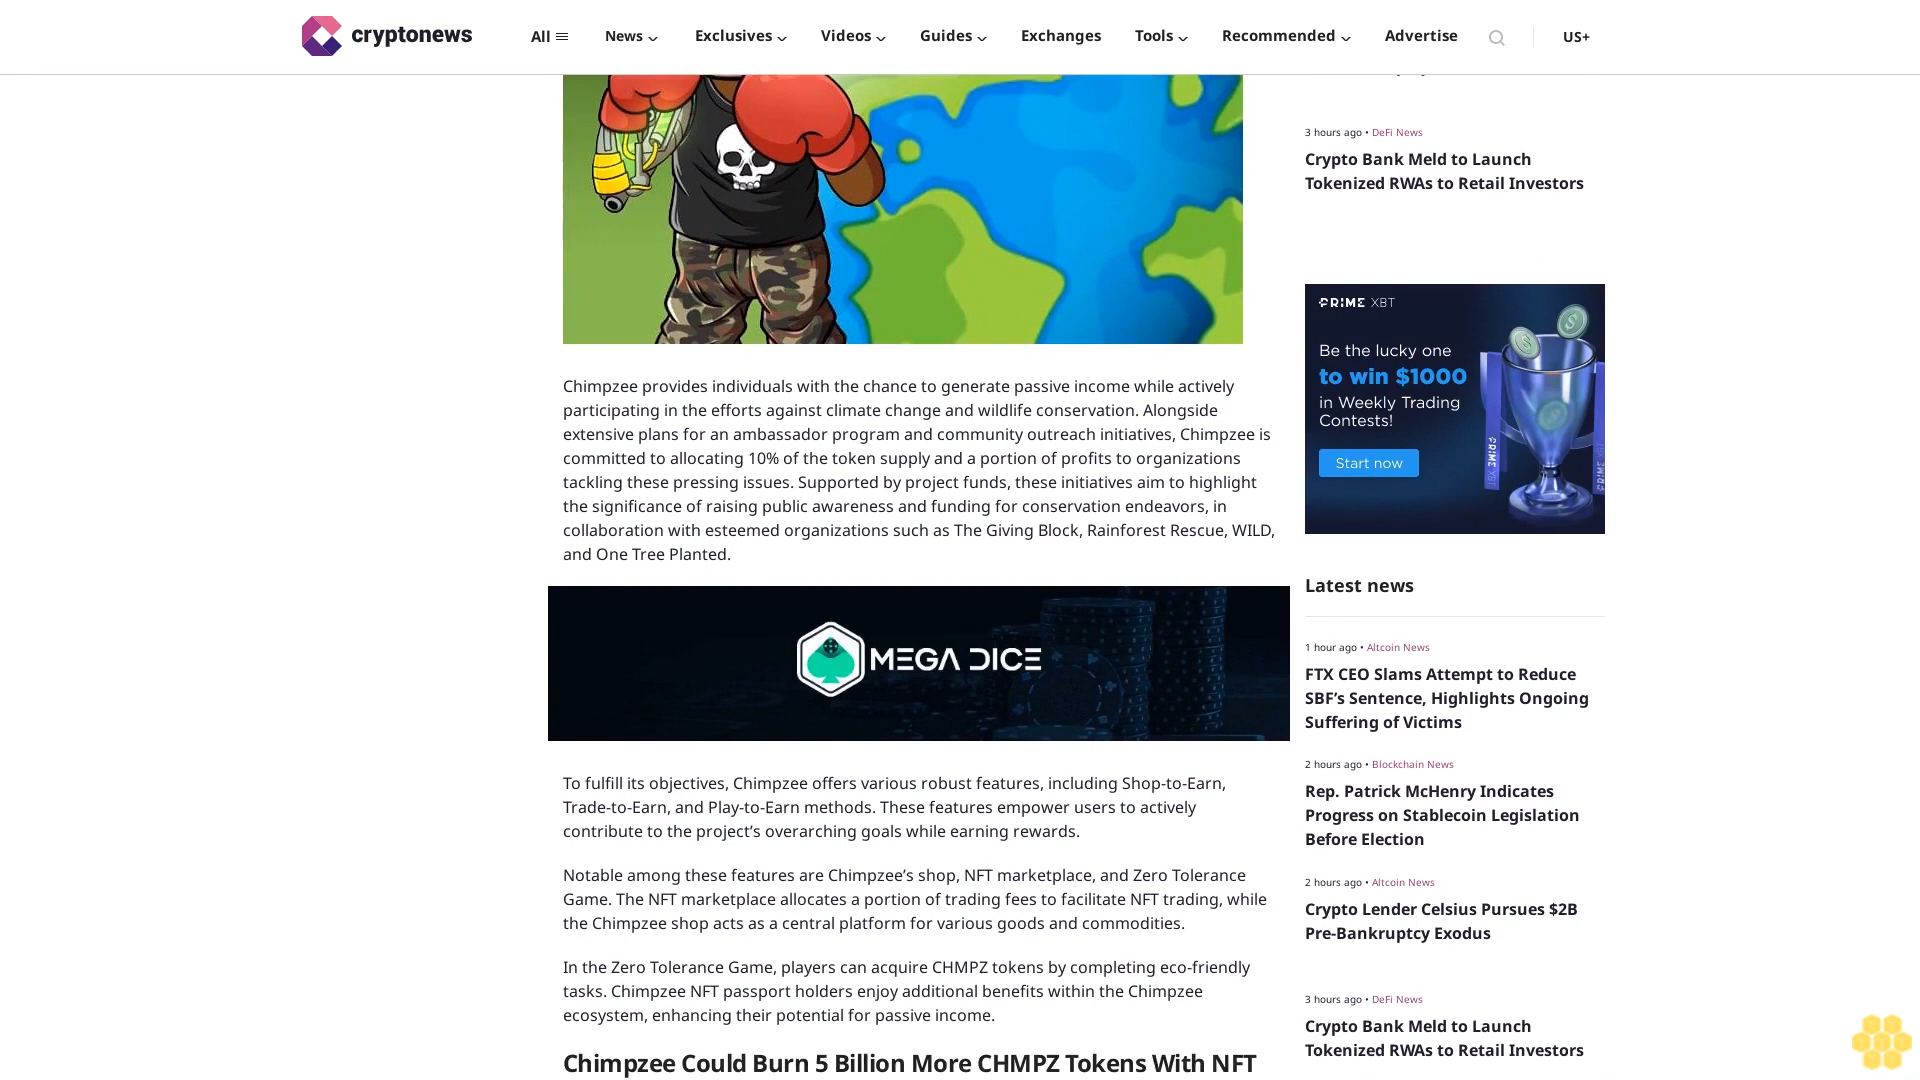 cryptonews
All
News
Exclusives
Videos
Guides
Exchanges
Tools
Recommended
Advertise
US+
Chimpzee provides individuals with the chance to generate passive income while actively
participating in the efforts against climate change and wildlife conservation. Alongside
extensive plans for an ambassador program and community outreach initiatives, Chimpzee is
committed to allocating 10% of the token supply and a portion of profits to organizations
tackling these pressing issues. Supported by project funds, these initiatives aim to highlight
the significance of raising public awareness and funding for conservation endeavors, in
collaboration with esteemed organizations such as The Giving Block, Rainforest Rescue, WILD,
and One Tree Planted.
MEGA DICE
To fulfill its objectives, Chimpzee offers various robust features, including Shop-to-Earn,
Trade-to-Earn, and Play-to-Earn methods. These features empower users to actively
contribute to the project’s overarching goals while earning rewards.
Notable among these features are Chimpzee’s shop, NFT marketplace, and Zero Tolerance
Game. The NFT marketplace allocates a portion of trading fees to facilitate NFT trading, while
the Chimpzee shop acts as a central platform for various goods and commodities.
In the Zero Tolerance Game, players can acquire CHMPZ tokens by completing eco-friendly
tasks. Chimpzee NFT passport holders enjoy additional benefits within the Chimpzee
ecosystem, enhancing their potential for passive income.
Chimpzee Could Burn 5 Billion More CHMPZ Tokens With NFT
3 hours ago • DeFi News
Crypto Bank Meld to Launch
Tokenized RWAs to Retail Investors
PRIME XBT
Be the lucky one
to win $1000
in Weekly Trading
Contests!
Start now
PRIME XBT
Latest news
1 hour ago • Altcoin News
FTX CEO Slams Attempt to Reduce
SBF’s Sentence, Highlights Ongoing
Suffering of Victims
2 hours ago • Blockchain News
Rep. Patrick McHenry Indicates
Progress on Stablecoin Legislation
Before Election
2 hours ago • Altcoin News
Crypto Lender Celsius Pursues $2B
Pre-Bankruptcy Exodus
3 hours ago • DeFi News
Crypto Bank Meld to Launch
Tokenized RWAs to Retail Investors